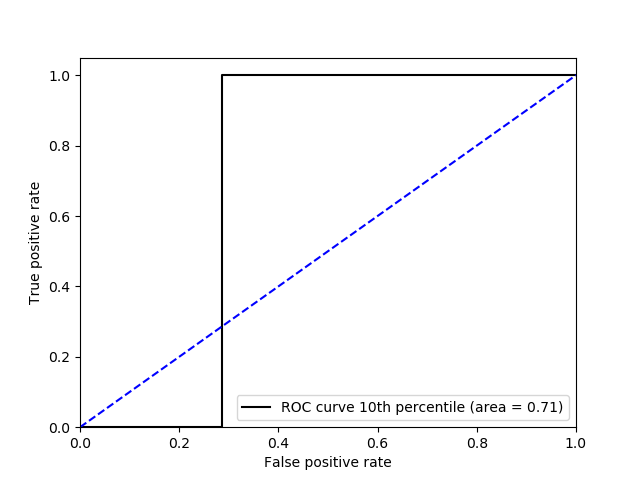 1.0
0.8
0.6
0.4
0.2
0.0
True positive rate
ROC curve 10th percentile (area = 0.71)
0.0 0.2 0.4 0.6 0.8 1.0
False positive rate